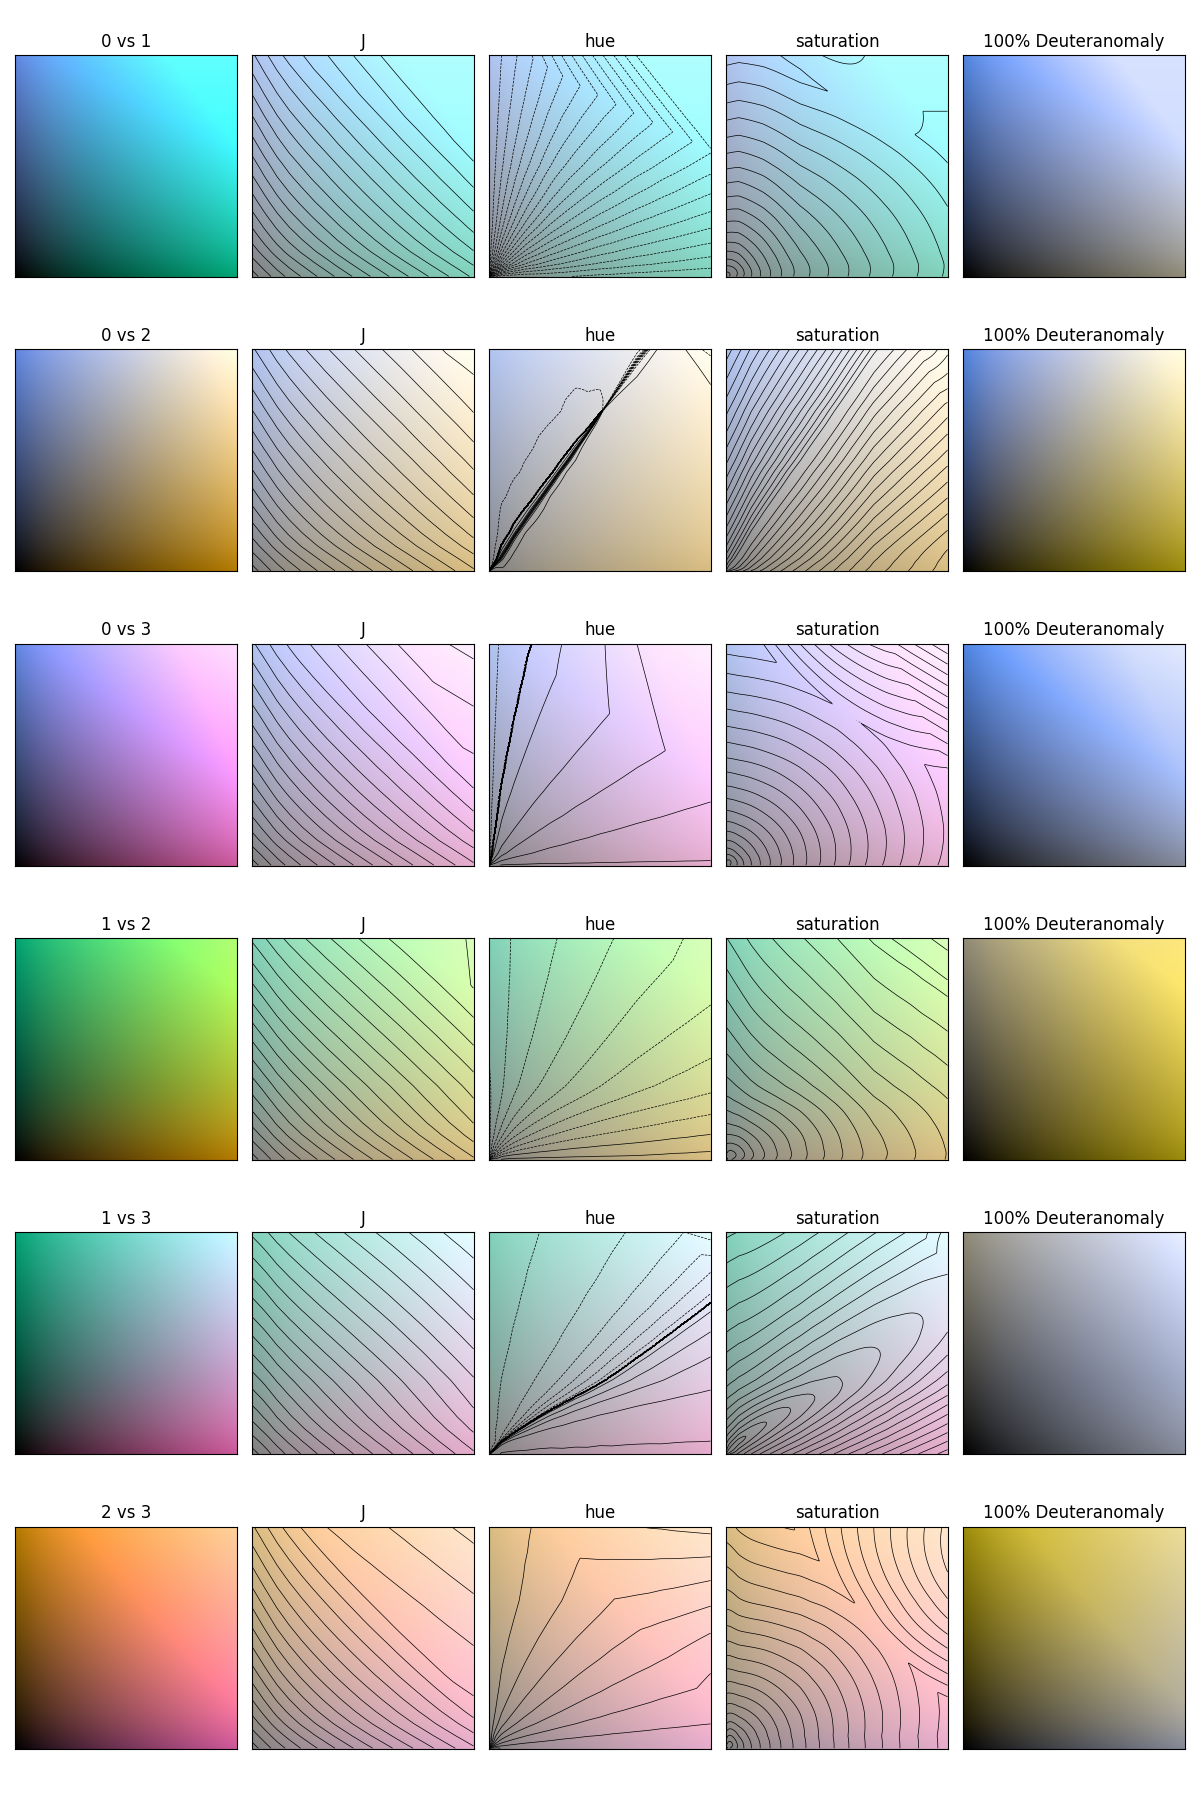 0 vs 1 J hue saturation 100% Deuteranomaly
0 vs 2 J hue saturation 100% Deuteranomaly
0 vs 3 J hue saturation 100% Deuteranomaly
1 vs 2 J hue saturation 100% Deuteranomaly
1 vs 3 J hue saturation 100% Deuteranomaly
2 vs 3 J hue saturation 100% Deuteranomaly